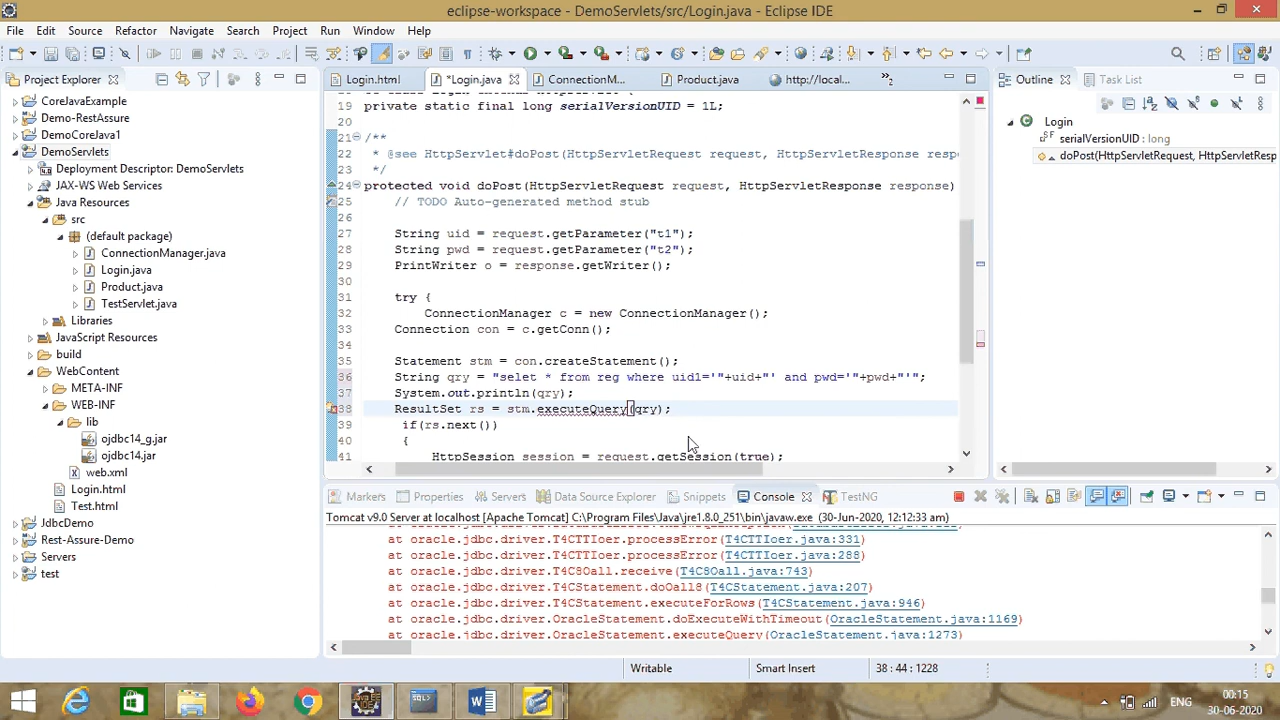 eclipse-workspace - DemoServlets/src/Login.java - Eclipse IDE
File Edit Source Refactor Navigate Search Project Run Window Help
Project Explorer
Login.html *Login.java ConnectionM... Product.java http://local... »2
Outline Task List
CoreJavaExample
Demo-RestAssure
DemoCoreJava1
DemoServlets
Deployment Descriptor: DemoServlets
JAX-WS Web Services
Java Resources
src
(default package)
ConnectionManager.java
Login.java
Product.java
TestServlet.java
Libraries
JavaScript Resources
build
WebContent
META-INF
WEB-INF
lib
ojdbc14_g.jar
ojdbc14.jar
web.xml
Login.html
Test.html
JdbcDemo
Rest-Assure-Demo
Servers
test
19 private static final long serialVersionUID = 1L;
20
21 /**
22 * @see HttpServlet#doPost(HttpServletRequest request, HttpServletResponse resp
23 */
24 protected void doPost(HttpServletRequest request, HttpServletResponse response)
25 // TODO Auto-generated method stub
26
27 String uid = request.getParameter("t1");
28 String pwd = request.getParameter("t2");
29 PrintWriter o = response.getWriter();
30
31 try {
32 ConnectionManager c = new ConnectionManager();
33 Connection con = c.getConn();
34
35 Statement stm = con.createStatement();
36 String qry = "selet * from reg where uid1='"+uid+"' and pwd='"+pwd+"'";
37 System.out.println(qry);
38 ResultSet rs = stm.executeQuery(qry);
39 if(rs.next())
40 {
41 HttpSession session = request.getSession(true);
Login
serialVersionUID : long
doPost(HttpServletRequest, HttpServletResp
Markers Properties Servers Data Source Explorer Snippets Console TestNG
Tomcat v9.0 Server at localhost [Apache Tomcat] C:\Program Files\Java\jre1.8.0_251\bin\javaw.exe (30-Jun-2020, 12:12:33 am)
at oracle.jdbc.driver.T4CTTIoer.processError(T4CTTIoer.java:331)
at oracle.jdbc.driver.T4CTTIoer.processError(T4CTTIoer.java:288)
at oracle.jdbc.driver.T4C8Oall.receive(T4C8Oall.java:743)
at oracle.jdbc.driver.T4CStatement.doOall8(T4CStatement.java:207)
at oracle.jdbc.driver.T4CStatement.executeForRows(T4CStatement.java:946)
at oracle.jdbc.driver.OracleStatement.doExecuteWithTimeout(OracleStatement.java:1169)
at oracle.jdbc.driver.OracleStatement.executeQuery(OracleStatement.java:1273)
Writable Smart Insert 38 : 44 : 1228
ENG
00:15
30-06-2020